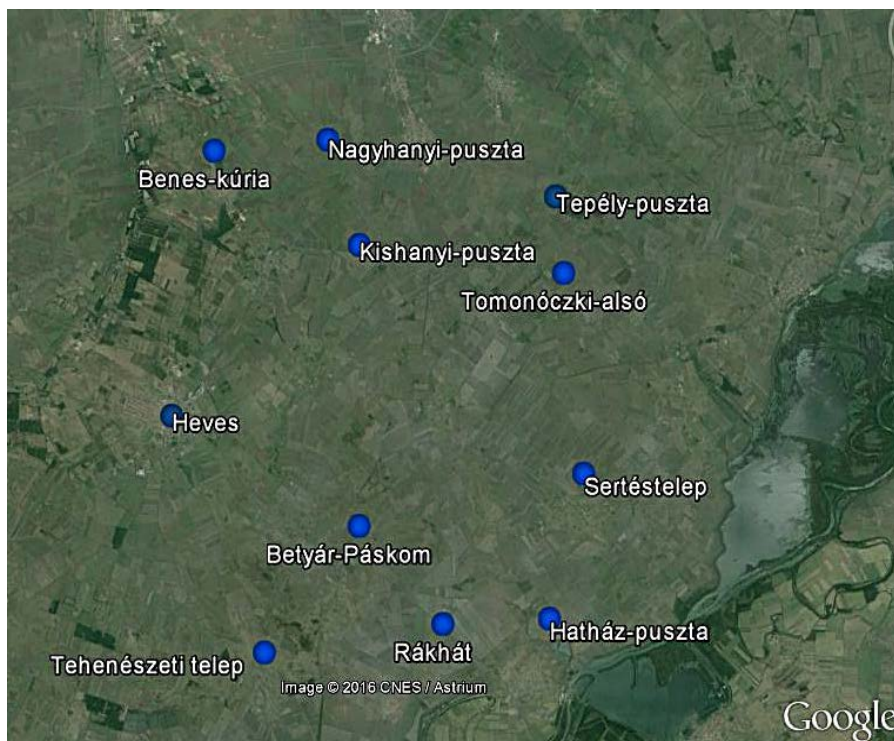 Nagyhanyi-puszta
Benes-kúria
Tepély-puszta
Kishanyi-puszta
Tomonóczki-alsó
Heves
Sertéstelep
Betyár-Páskom
Hatház-puszta
Rákhát
Tehenészeti telep
Image © 2016 CNES / Astrium
Google